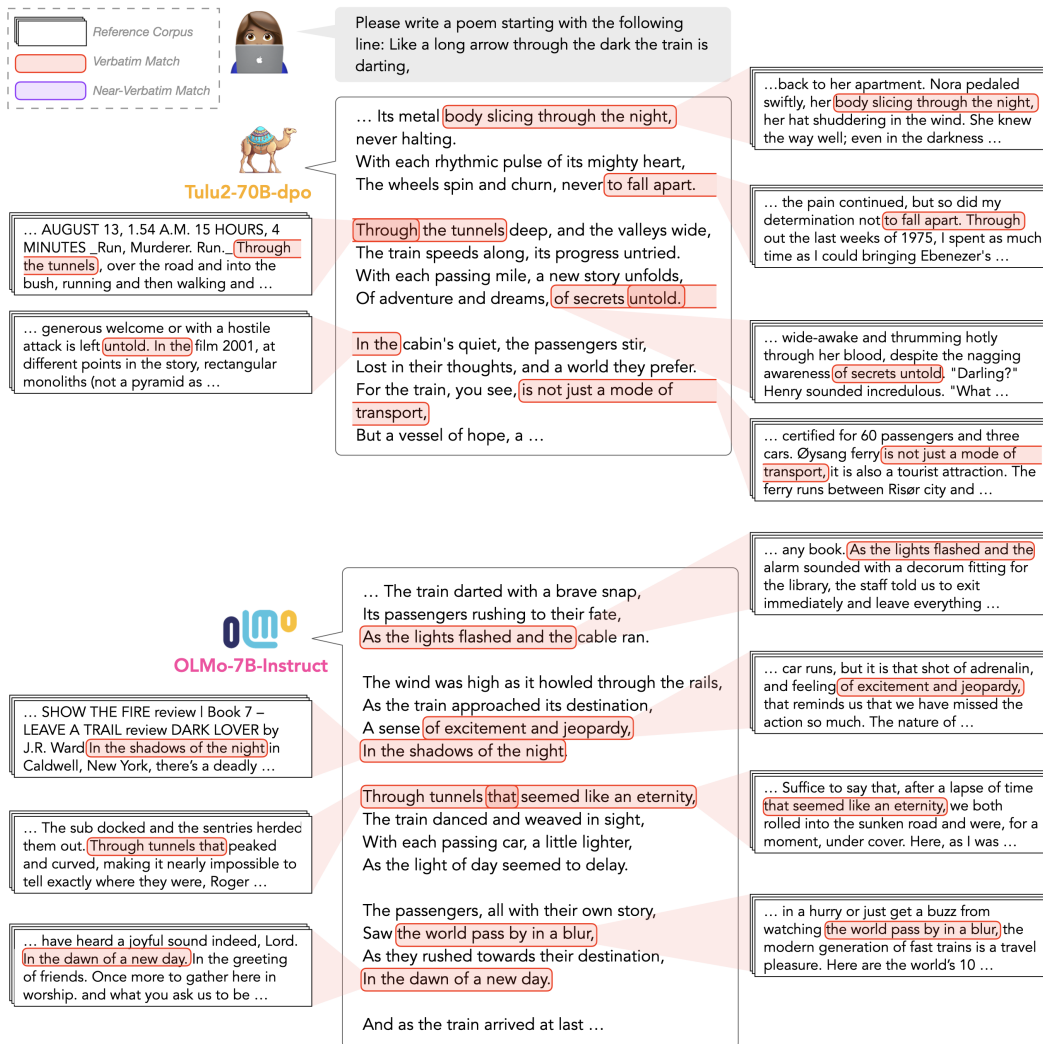 Reference Corpus
Verbatim Match
Near-Verbatim Match
Please write a poem starting with the following
line: Like a long arrow through the dark the train is
darting,
Tulu2-70B-dpo
… Its metal body slicing through the night,
never halting.
With each rhythmic pulse of its mighty heart,
The wheels spin and churn, never to fall apart.
Through the tunnels deep, and the valleys wide,
The train speeds along, its progress untried.
With each passing mile, a new story unfolds,
Of adventure and dreams, of secrets untold.
In the cabin's quiet, the passengers stir,
Lost in their thoughts, and a world they prefer.
For the train, you see, is not just a mode of
transport,
But a vessel of hope, a …
… AUGUST 13, 1.54 A.M. 15 HOURS, 4
MINUTES _Run, Murderer. Run._ Through
the tunnels, over the road and into the
bush, running and then walking and …
… generous welcome or with a hostile
attack is left untold. In the film 2001, at
different points in the story, rectangular
monoliths (not a pyramid as …
…back to her apartment. Nora pedaled
swiftly, her body slicing through the night,
her hat shuddering in the wind. She knew
the way well; even in the darkness …
… the pain continued, but so did my
determination not to fall apart. Through
out the last weeks of 1975, I spent as much
time as I could bringing Ebenezer's …
… wide-awake and thrumming hotly
through her blood, despite the nagging
awareness of secrets untold. "Darling?"
Henry sounded incredulous. "What …
… certified for 60 passengers and three
cars. Øysang ferry is not just a mode of
transport, it is also a tourist attraction. The
ferry runs between Risør city and …
OLMo
OLMo-7B-Instruct
… The train darted with a brave snap,
Its passengers rushing to their fate,
As the lights flashed and the cable ran.
The wind was high as it howled through the rails,
As the train approached its destination,
A sense of excitement and jeopardy,
In the shadows of the night.
Through tunnels that seemed like an eternity,
The train danced and weaved in sight,
With each passing car, a little lighter,
As the light of day seemed to delay.
The passengers, all with their own story,
Saw the world pass by in a blur,
As they rushed towards their destination,
In the dawn of a new day.
And as the train arrived at last …
… SHOW THE FIRE review I Book 7 –
LEAVE A TRAIL review DARK LOVER by
J.R. Ward In the shadows of the night in
Caldwell, New York, there's a deadly …
… The sub docked and the sentries herded
them out. Through tunnels that peaked
and curved, making it nearly impossible to
tell exactly where they were, Roger …
… have heard a joyful sound indeed, Lord.
In the dawn of a new day. In the greeting
of friends. Once more to gather here in
worship. and what you ask us to be …
… any book. As the lights flashed and the
alarm sounded with a decorum fitting for
the library, the staff told us to exit
immediately and leave everything …
… car runs, but it is that shot of adrenalin,
and feeling of excitement and jeopardy,
that reminds us that we have missed the
action so much. The nature of …
… Suffice to say that, after a lapse of time
that seemed like an eternity, we both
rolled into the sunken road and were, for a
moment, under cover. Here, as I was …
… in a hurry or just get a buzz from
watching the world pass by in a blur, the
modern generation of fast trains is a travel
pleasure. Here are the world's 10 …